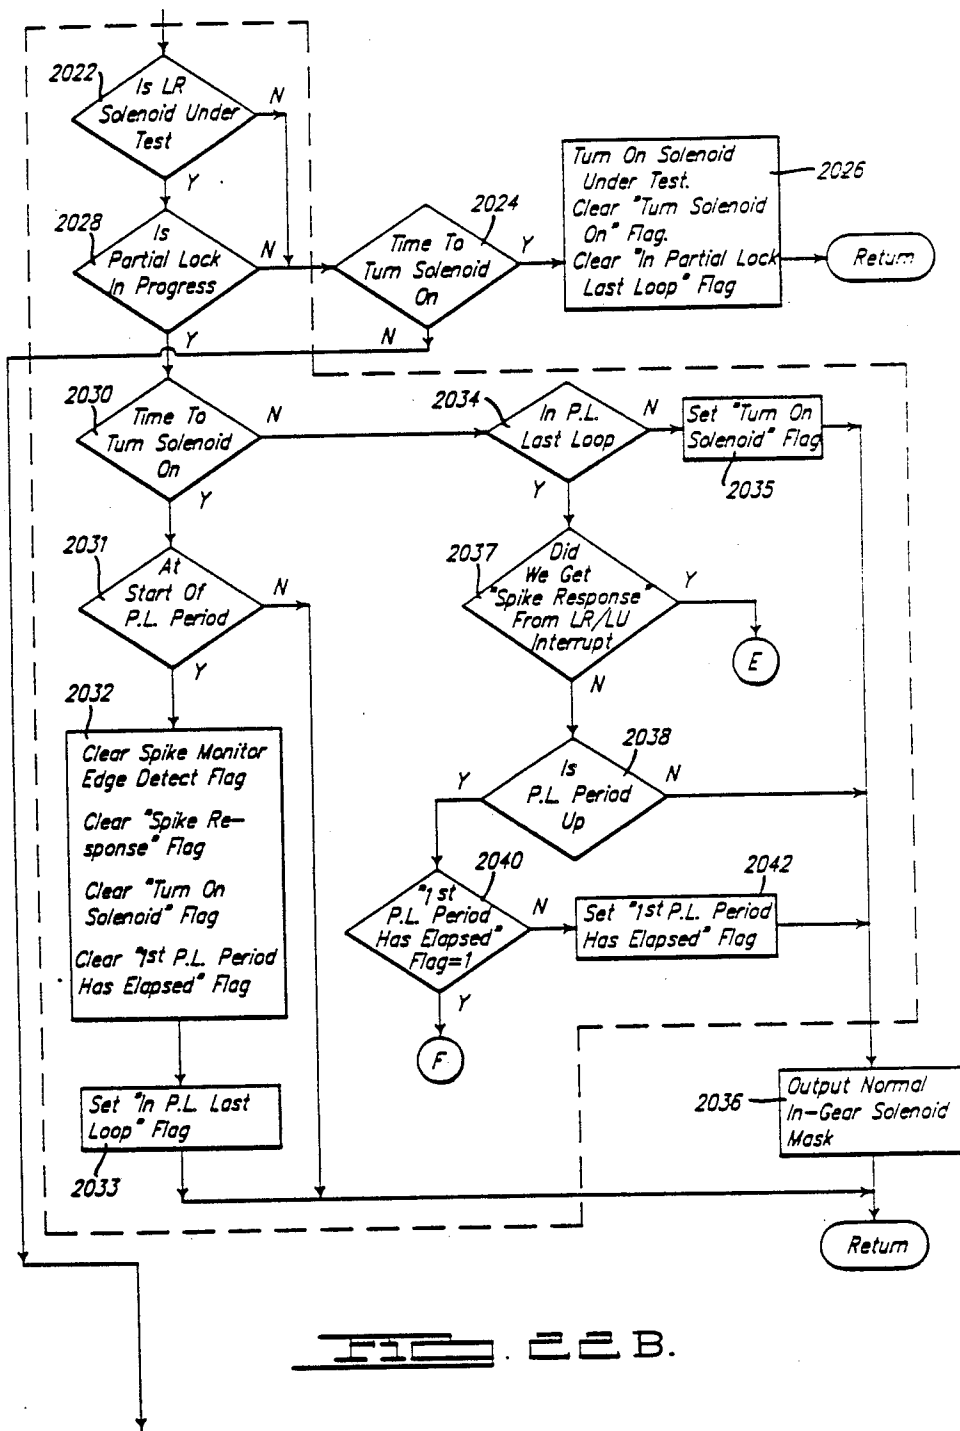 2022
Is LR
Solenoid Under
Test
N
Y
2028
Is
Partial Lock
In Progress
N
Y
2024
Time To
Turn Solenoid
On
Y
N
Turn On Solenoid
Under Test.
Clear "Turn Solenoid
On" Flag.
Clear "In Partial Lock
Last Loop" Flag
2026
Return
2030
Time To
Turn Solenoid
On
N
Y
2034
In P.L.
Last Loop
N
Y
Set "Turn On
Solenoid" Flag
2035
2031
At
Start Of
P.L. Period
N
Y
2037
Did
We Get
"Spike Response"
From LR/LU
Interrupt
Y
N
E
2032
Clear Spike Monitor
Edge Detect Flag
Clear "Spike Re-
sponse" Flag
Clear "Turn On
Solenoid" Flag
Clear "1st P.L. Period
Has Elapsed" Flag
2038
Is
P.L. Period
Up
Y
N
2040
"1st
P.L. Period
Has Elapsed"
Flag=1
N
Y
2042
Set "1st P.L. Period
Has Elapsed" Flag
F
Set "In P.L. Last
Loop" Flag
2033
2036
Output Normal
In-Gear Solenoid
Mask
Return
FIG. 22B.